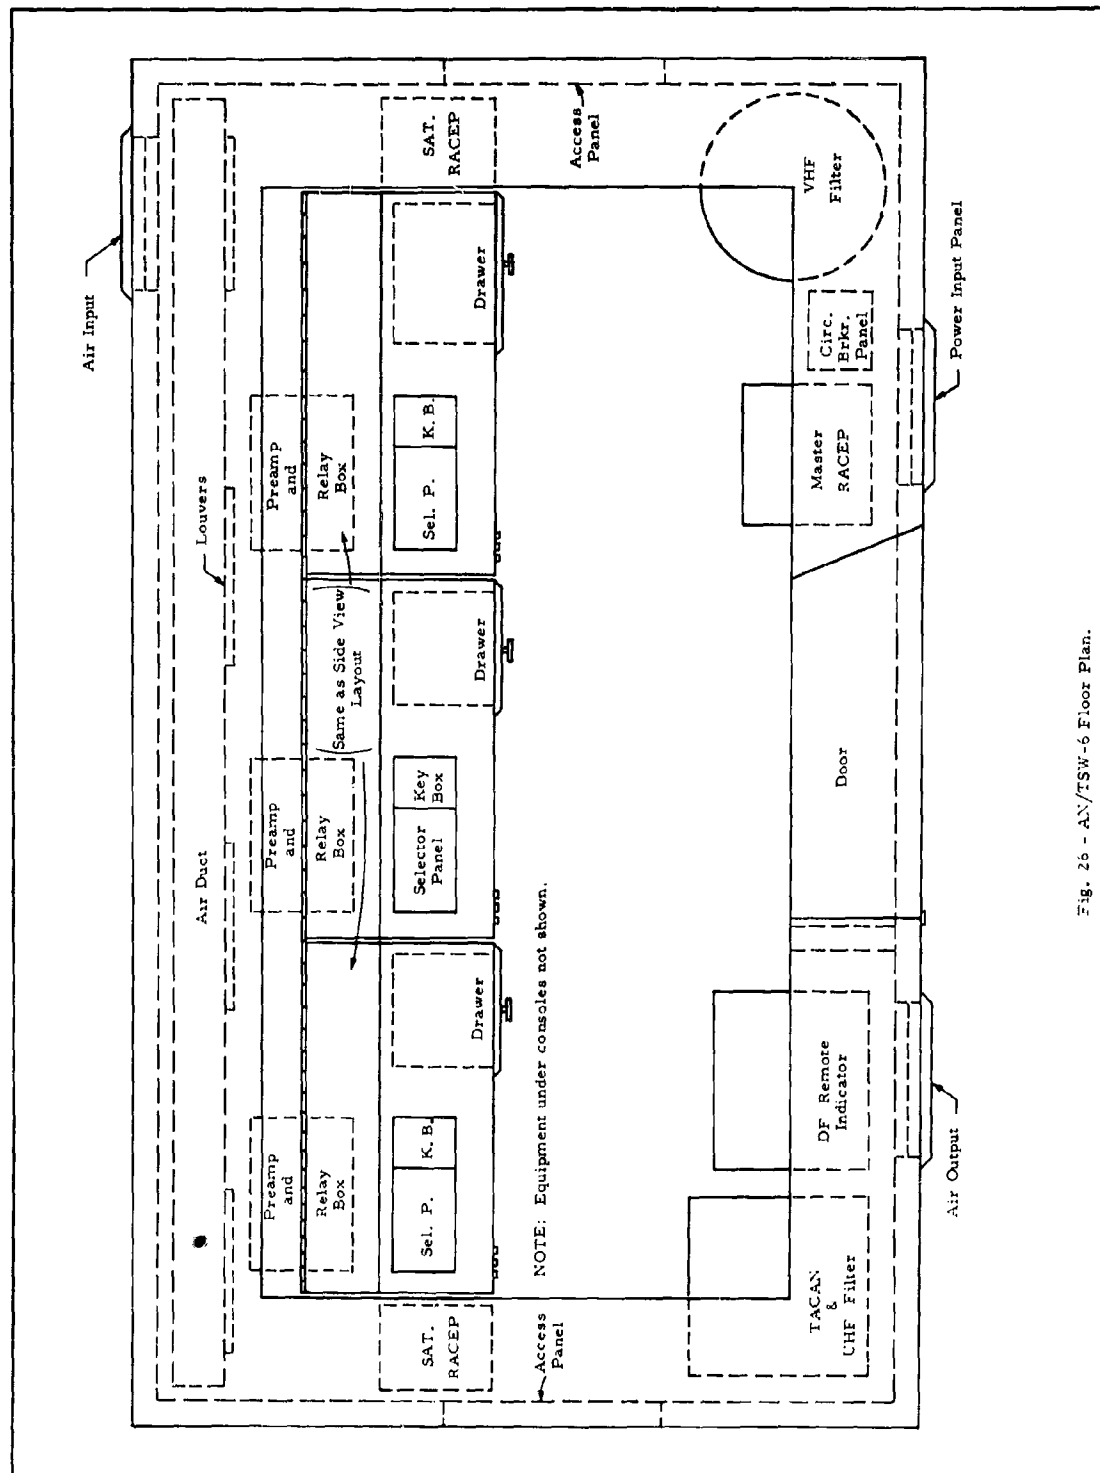 Air Input
Louvers
Air Duct
SAT.
RACEP
Preamp
and
Relay
Box
Preamp
and
Relay
Box
Preamp
and
Relay
Box
SAT.
RACEP
(Same as Side View)
Layout
Sel. P.
K.B.
Drawer
Selector
Panel
Key
Box
Drawer
Sel. P.
K.B.
Drawer
Access
Panel
NOTE: Equipment under consoles not shown.
Access
Panel
TACAN
&
UHF Filter
DF Remote
Indicator
Door
Master
RACEP
Circ.
Brkr.
Panel
VHF
Filter
Air Output
Power Input Panel
Fig. 26 - AN/TSW-6 Floor Plan.